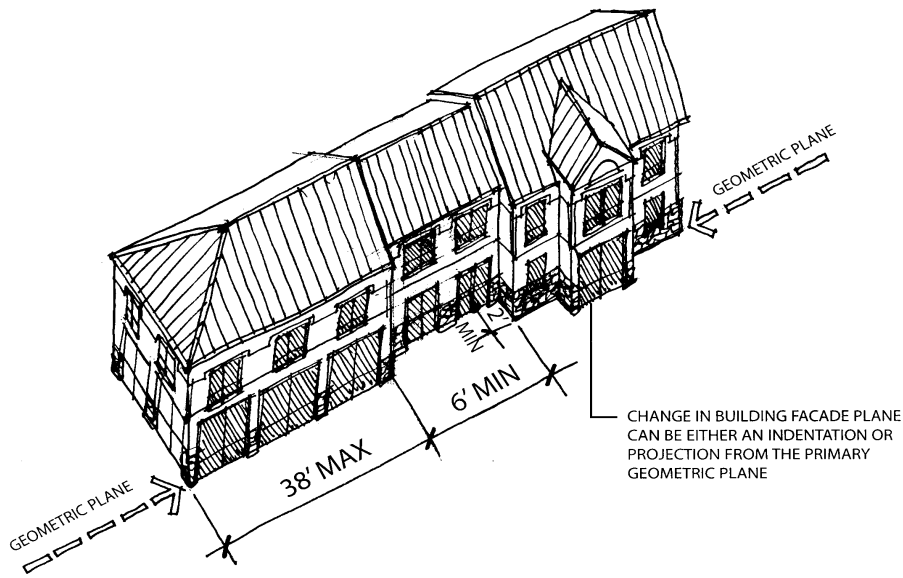 GEOMETRIC PLANE
2'
MIN
6' MIN
38' MAX
CHANGE IN BUILDING FACADE PLANE
CAN BE EITHER AN INDENTATION OR
PROJECTION FROM THE PRIMARY
GEOMETRIC PLANE
GEOMETRIC PLANE